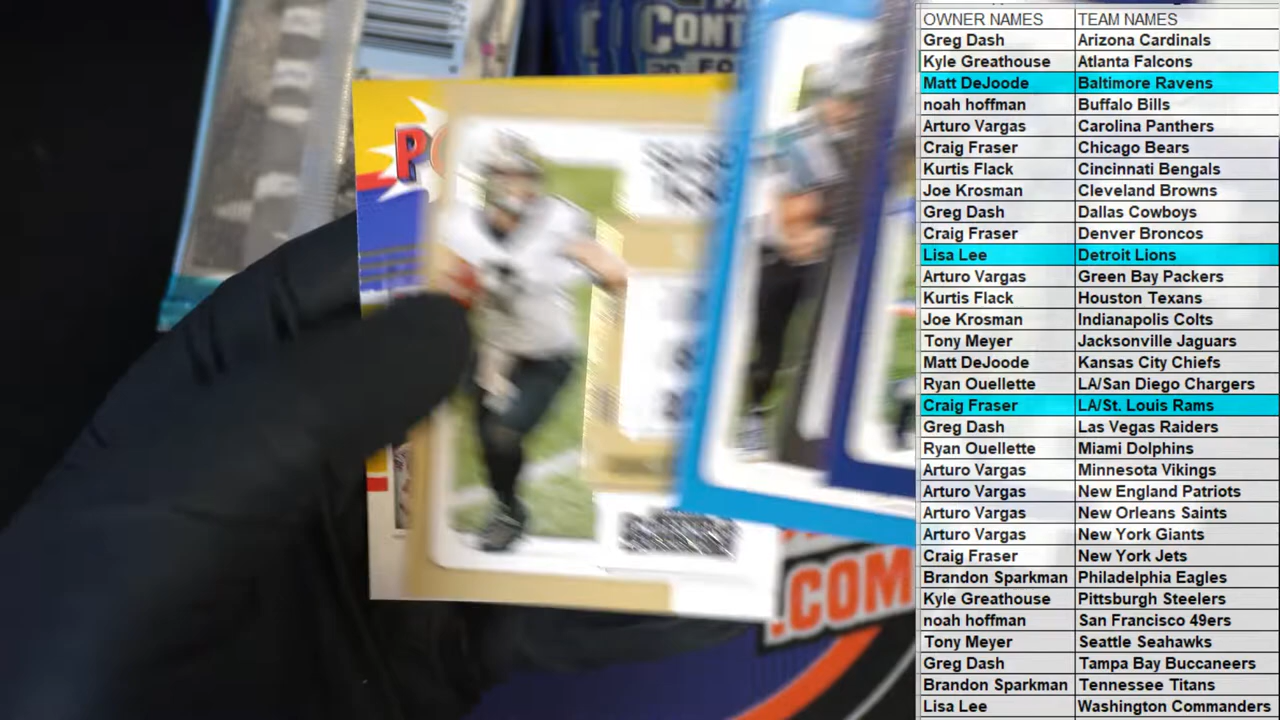 CONT
.COM
OWNER NAMES TEAM NAMES
Greg Dash Arizona Cardinals
Kyle Greathouse Atlanta Falcons
Matt DeJoode Baltimore Ravens
noah hoffman Buffalo Bills
Arturo Vargas Carolina Panthers
Craig Fraser Chicago Bears
Kurtis Flack Cincinnati Bengals
Joe Krosman Cleveland Browns
Greg Dash Dallas Cowboys
Craig Fraser Denver Broncos
Lisa Lee Detroit Lions
Arturo Vargas Green Bay Packers
Kurtis Flack Houston Texans
Joe Krosman Indianapolis Colts
Tony Meyer Jacksonville Jaguars
Matt DeJoode Kansas City Chiefs
Ryan Ouellette LA/San Diego Chargers
Craig Fraser LA/St. Louis Rams
Greg Dash Las Vegas Raiders
Ryan Ouellette Miami Dolphins
Arturo Vargas Minnesota Vikings
Arturo Vargas New England Patriots
Arturo Vargas New Orleans Saints
Arturo Vargas New York Giants
Craig Fraser New York Jets
Brandon Sparkman Philadelphia Eagles
Kyle Greathouse Pittsburgh Steelers
noah hoffman San Francisco 49ers
Tony Meyer Seattle Seahawks
Greg Dash Tampa Bay Buccaneers
Brandon Sparkman Tennessee Titans
Lisa Lee Washington Commanders